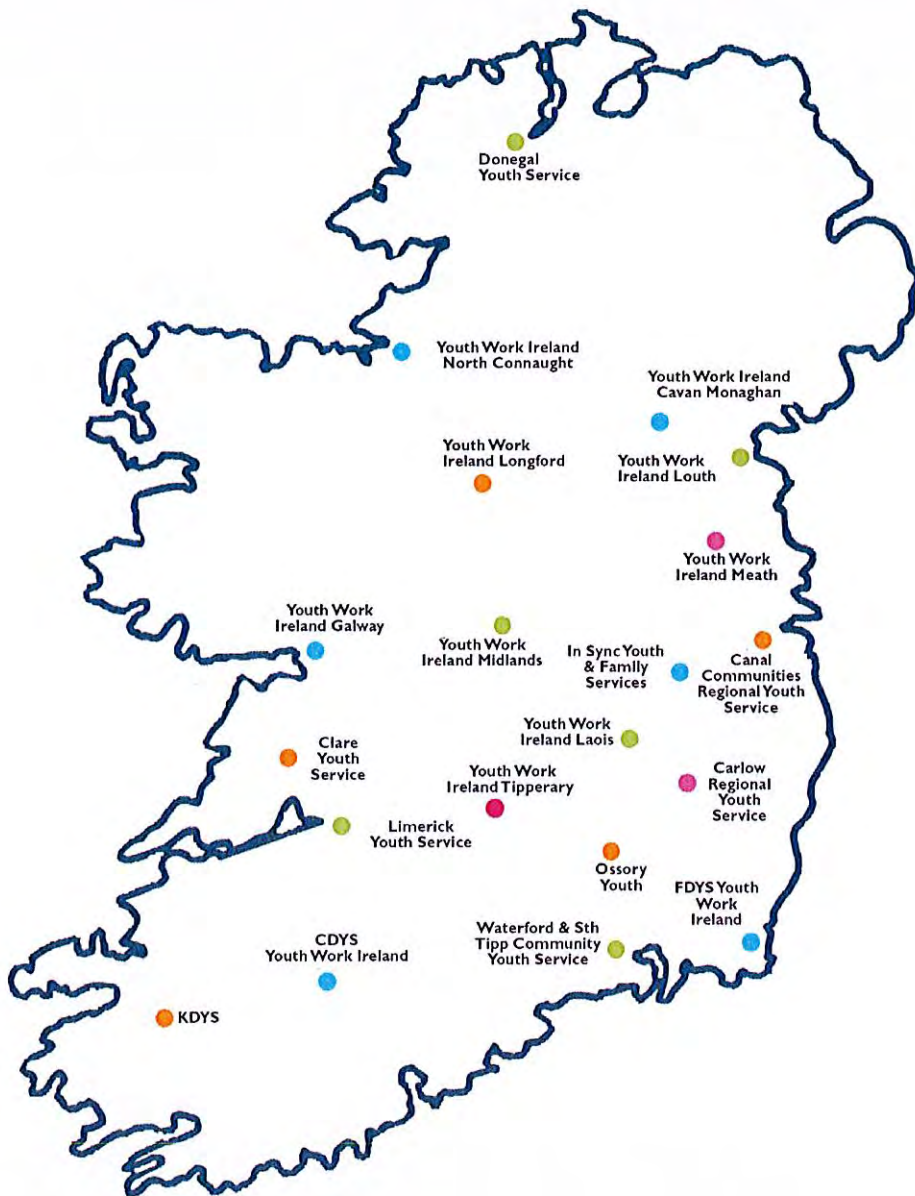 Donegal
Youth Service
Youth Work Ireland
North Connaught
Youth Work Ireland
Cavan Monaghan
Youth Work
Ireland Longford
Youth Work
Ireland Louth
Youth Work
Ireland Meath
Youth Work
Ireland Galway
Youth Work
Ireland Midlands
In Sync Youth
& Family
Services
Canal
Communities
Regional Youth
Service
Youth Work
Ireland Laois
Clare
Youth
Service
Youth Work
Ireland Tipperary
Carlow
Regional
Youth
Service
Limerick
Youth Service
Ossory
Youth
FDYS Youth
Work
Ireland
Waterford & Sth
Tipp Community
Youth Service
CDYS
Youth Work Ireland
KDYS